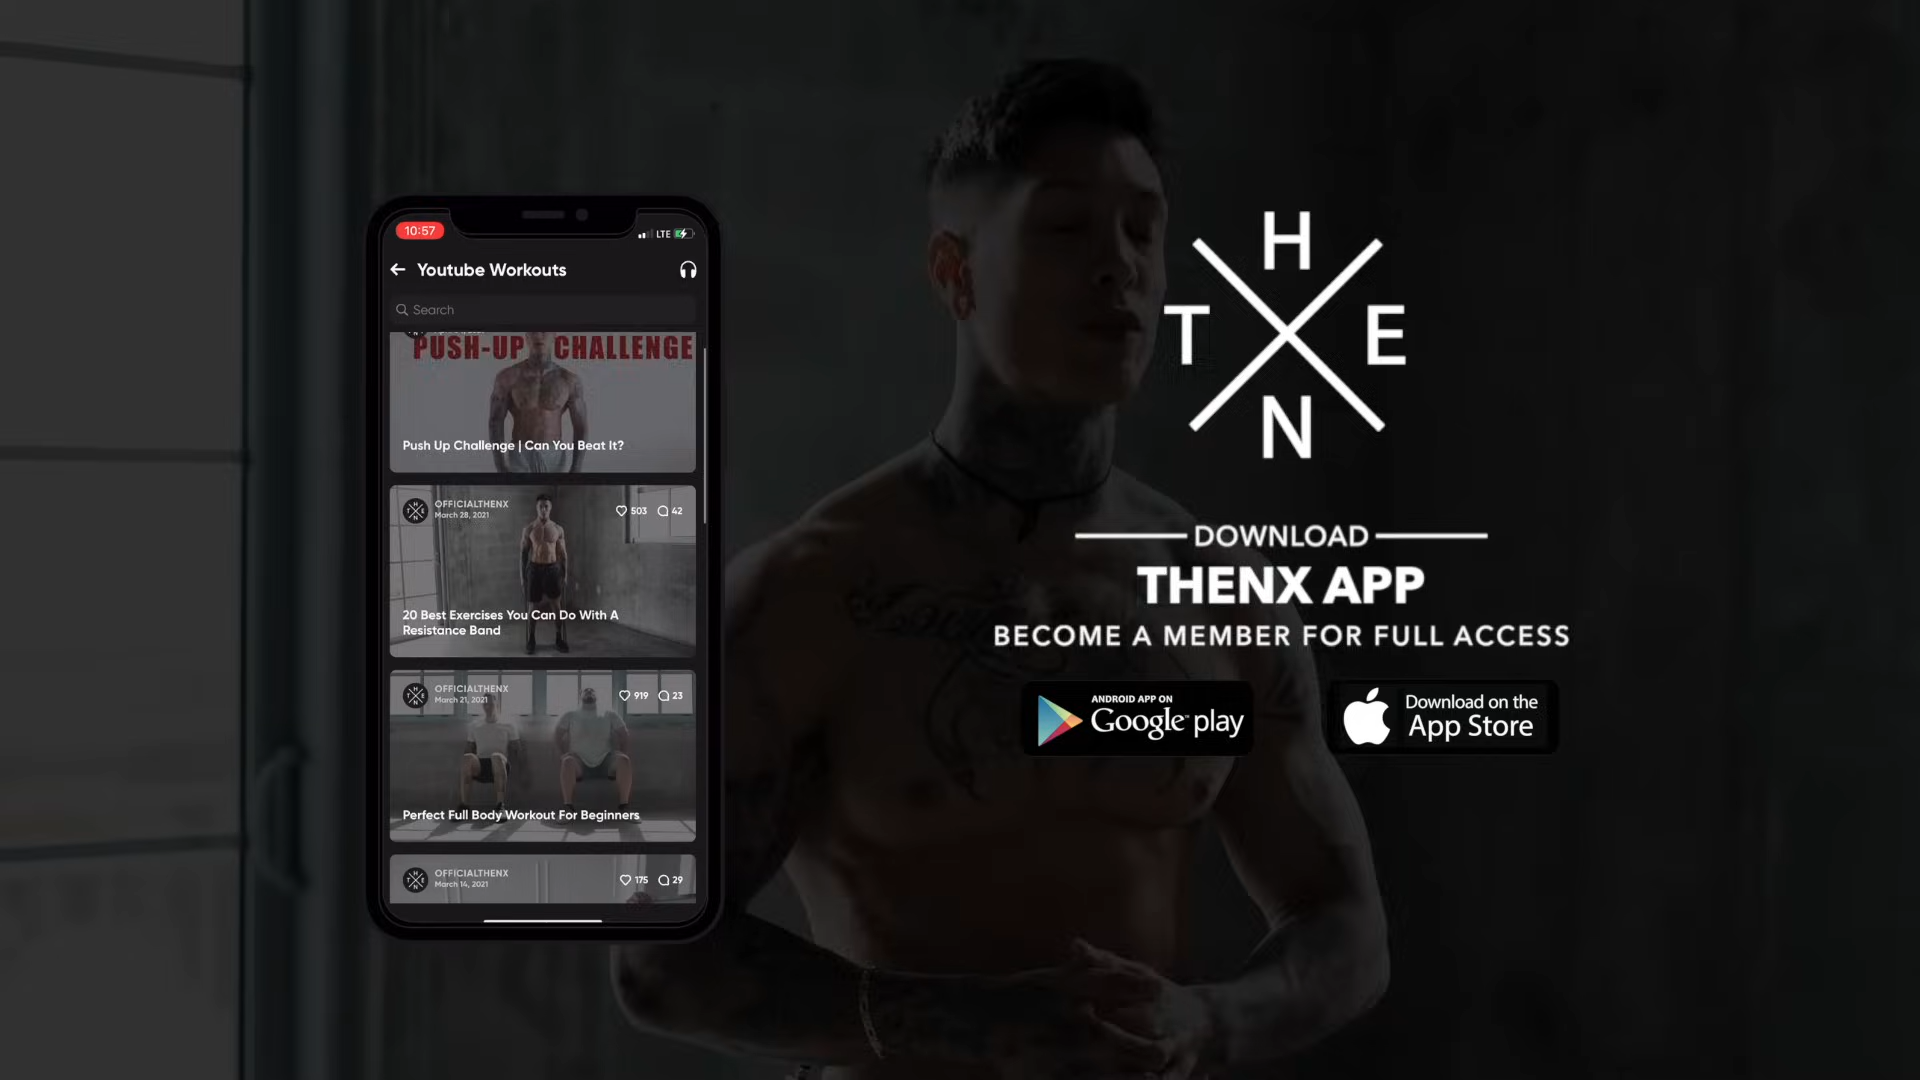 10:57
LTE
Youtube Workouts
Search
PUSH-UP CHALLENGE
Push Up Challenge | Can You Beat It?
OFFICIALTHENX
March 28, 2021
503 42
20 Best Exercises You Can Do With A
Resistance Band
OFFICIALTHENX
March 21, 2021
919 23
Perfect Full Body Workout For Beginners
OFFICIALTHENX
March 14, 2021
175 29
H
T E
N
DOWNLOAD
THENX APP
BECOME A MEMBER FOR FULL ACCESS
ANDROID APP ON
Google play
Download on the
App Store